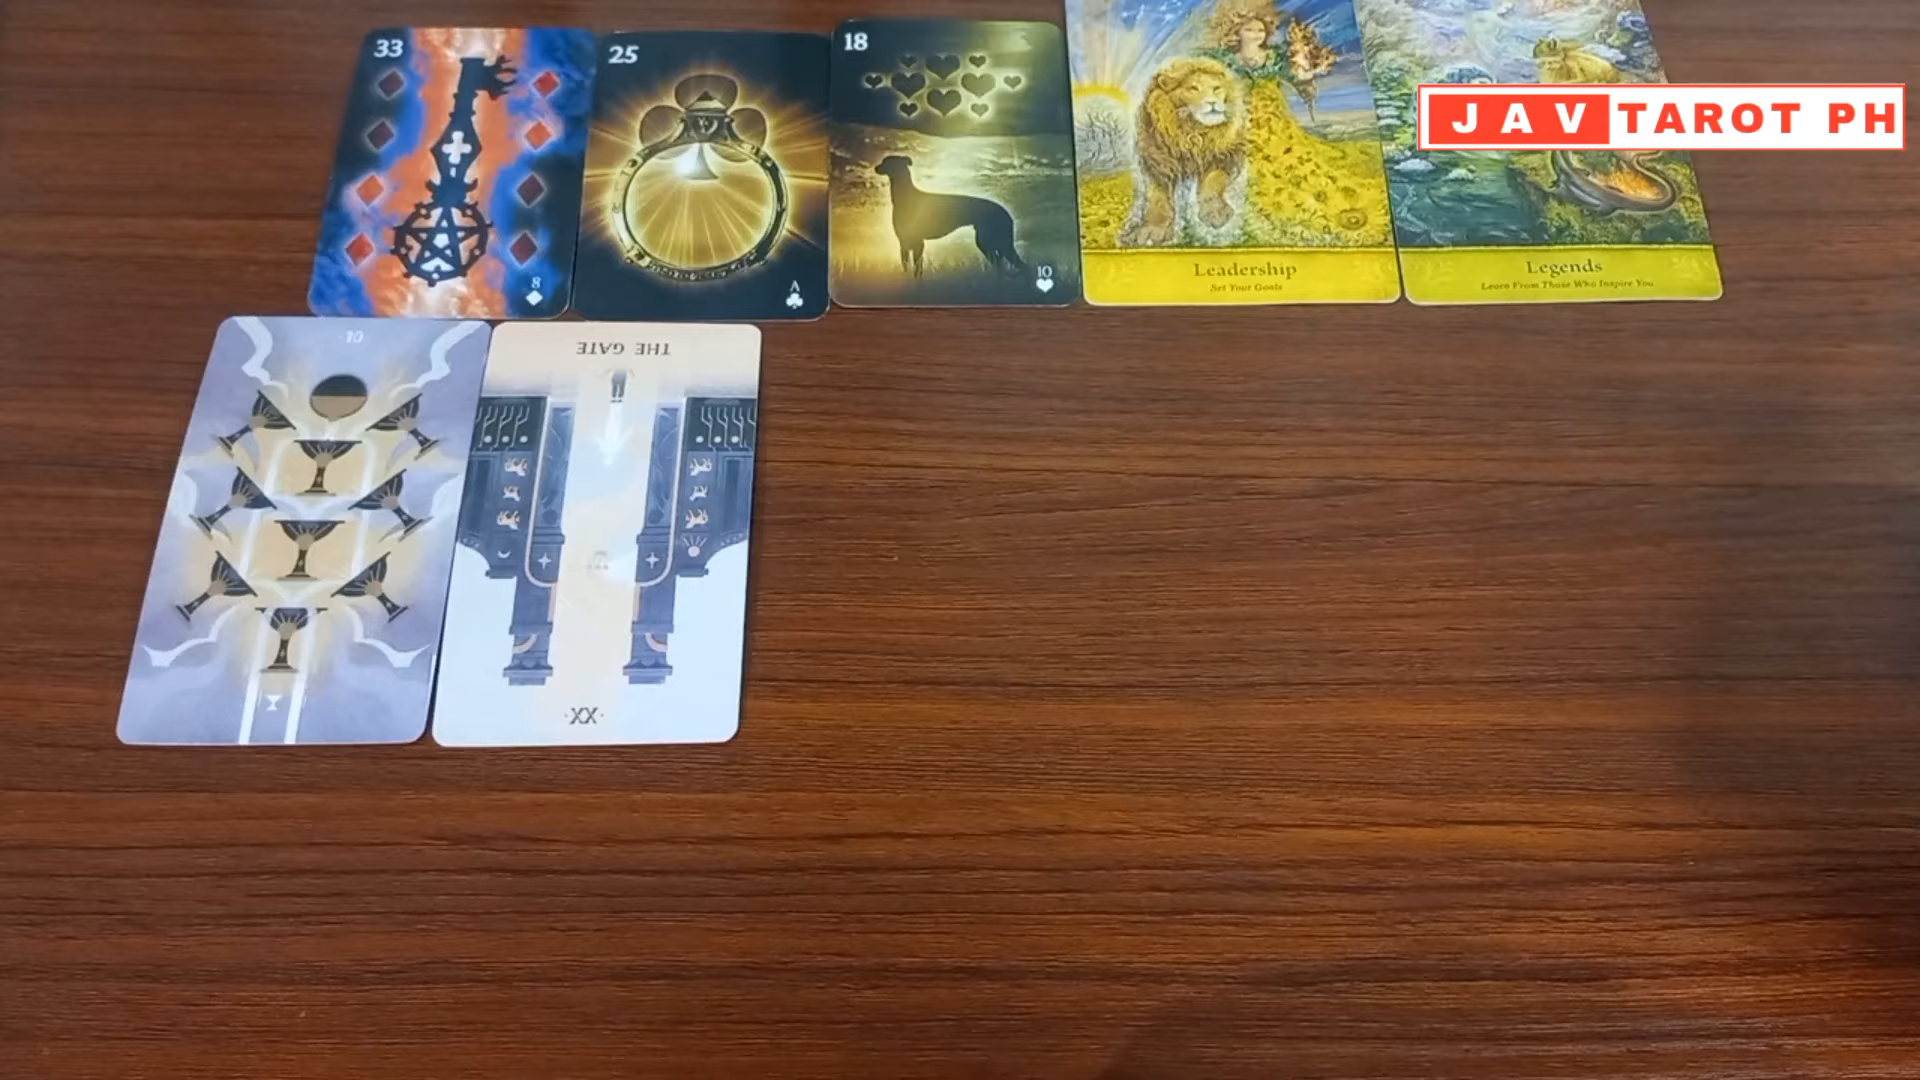 33
8
25
A
18
10
Leadership
Set Your Goals
Legends
Learn From Those Who Inspire You
JAV TAROT PH
·10·
THE GATE
·XX·